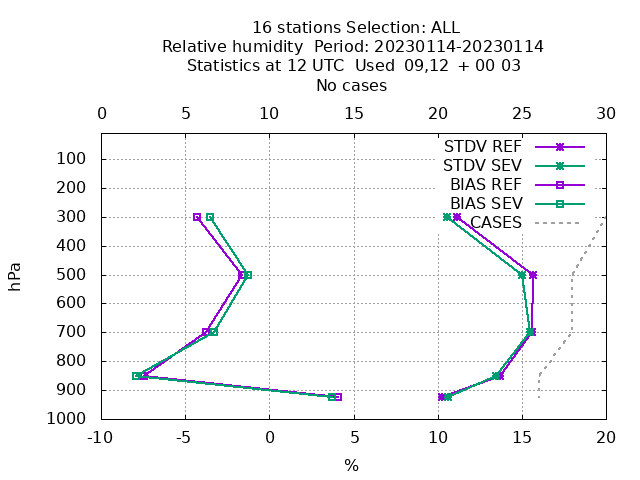 16 stations Selection: ALL
Relative humidity  Period: 20230114-20230114
Statistics at 12 UTC  Used  09,12  + 00 03
No cases
0 5 10 15 20 25 30
STDV REF
STDV SEV
BIAS REF
BIAS SEV
CASES
100
200
300
400
500
600
700
800
900
1000
hPa
-10 -5 0 5 10 15 20
%